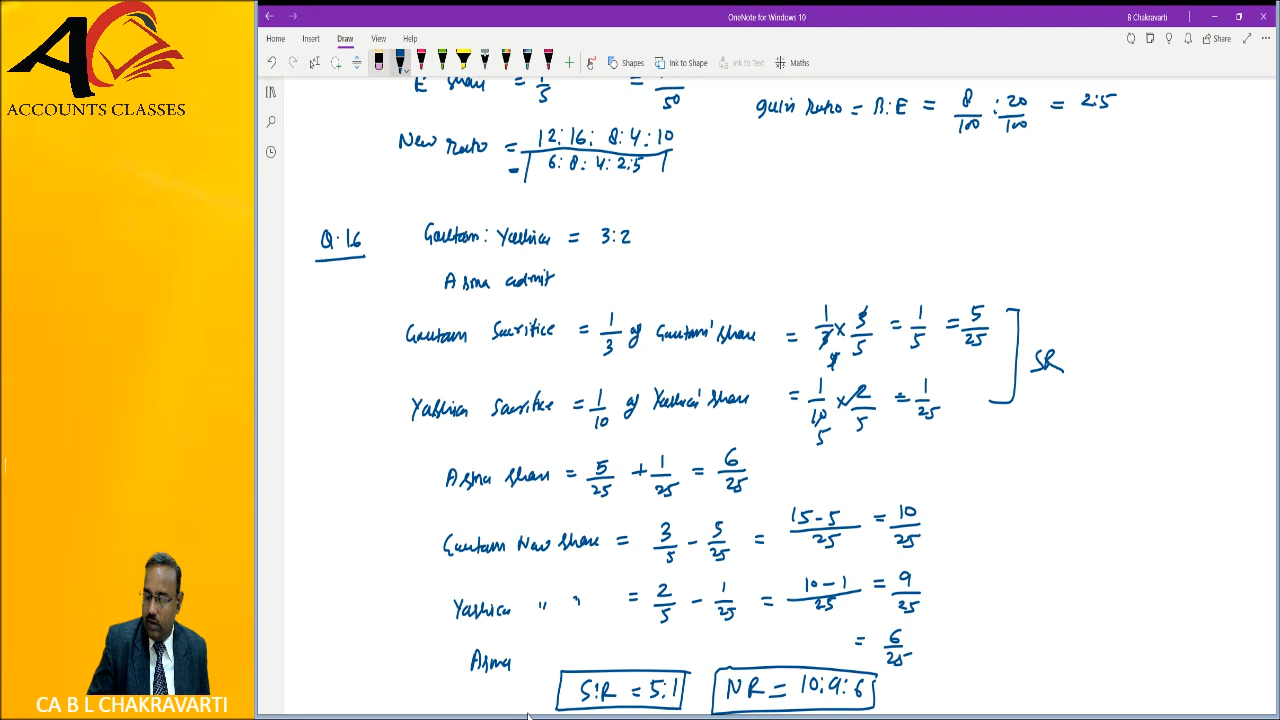 AC
ACCOUNTS CLASSES
OneNote for Windows 10
B Chakravarti
Home Insert Draw View Help
Share
Shapes Ink to Shape Ink to Text Maths
E Share = 1/5 = /50
gain ratio = B:E = 8/100 : 20/100 = 2:5
New ratio = 12:16: 8:4:10
= 6:8:4:2:5
Q.16 Gautam: Yashica = 3:2
Asma admit
Gautam Sacrifice = 1/3 of Gautam' share = 1/3 × 3/5 = 1/5 = 5/25
SR
Yashica Sacrifice = 1/10 of Yashica' share = 1/10 × 2/5 = 1/25
5
Asma Share = 5/25 + 1/25 = 6/25
Gautam New Share = 3/5 - 5/25 = 15-5/25 = 10/25
Yashica " " = 2/5 - 1/25 = 10-1/25 = 9/25
Asma = 6/25
S:R = 5:1 NR = 10:9:6
CA B L CHAKRAVARTI